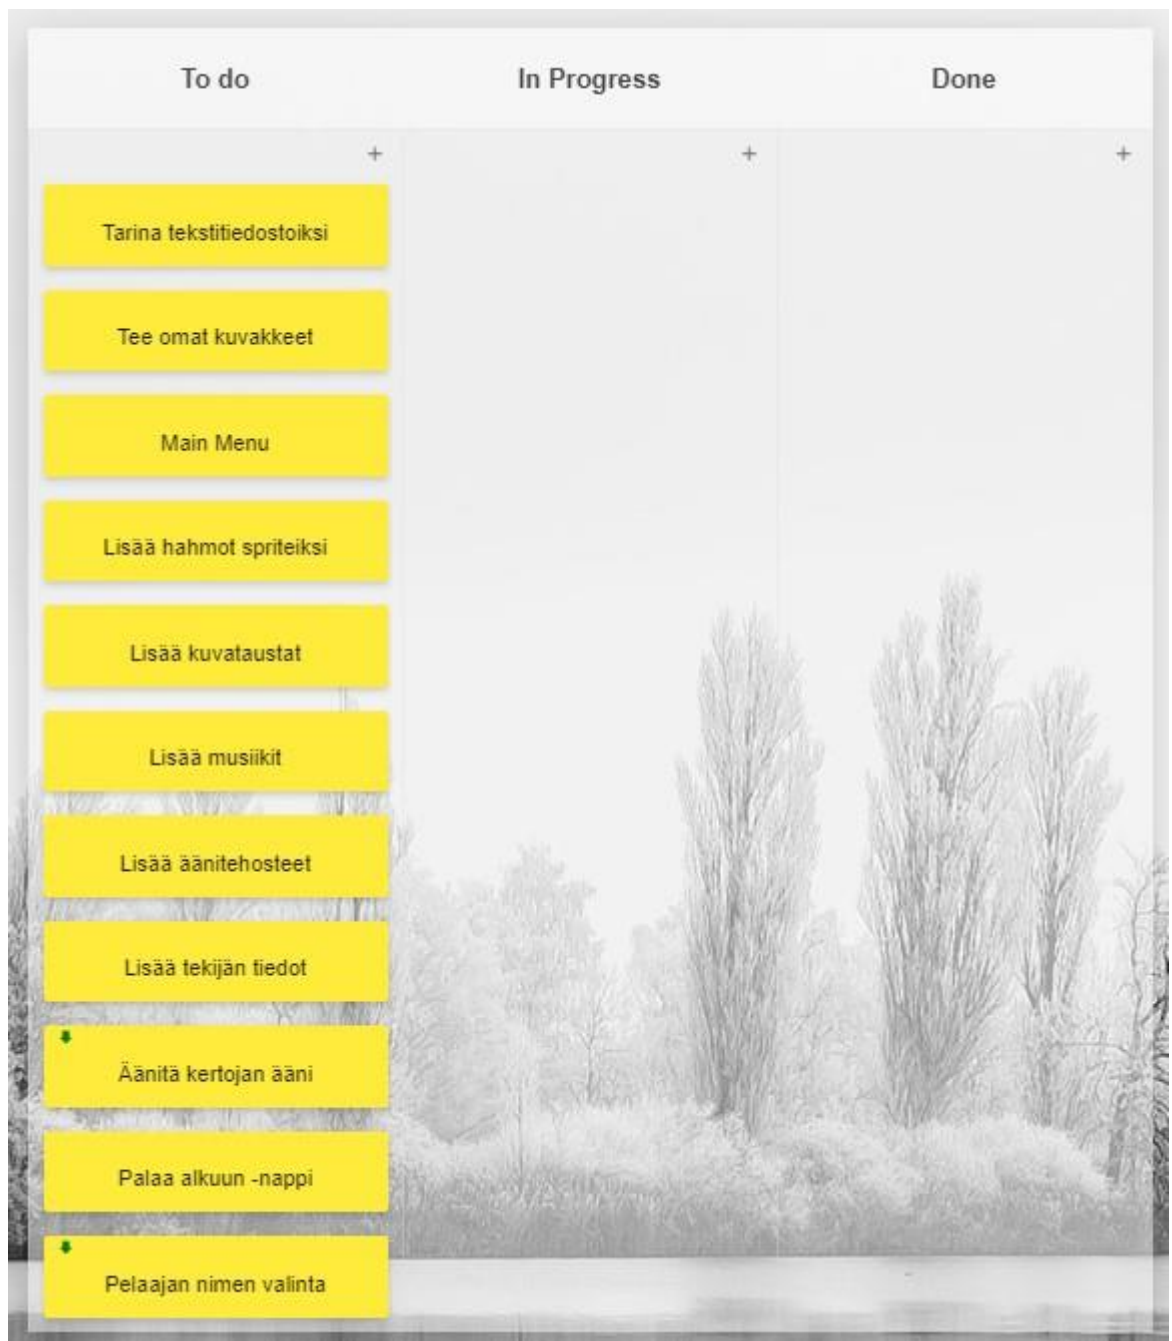 To do
In Progress
Done
+
+
+
Tarina tekstitiedostoiksi
Tee omat kuvakkeet
Main Menu
Lisää hahmot spriteiksi
Lisää kuvataustat
Lisää musiikit
Lisää äänitehosteet
Lisää tekijän tiedot
Äänitä kertojan ääni
Palaa alkuun -nappi
Pelaajan nimen valinta